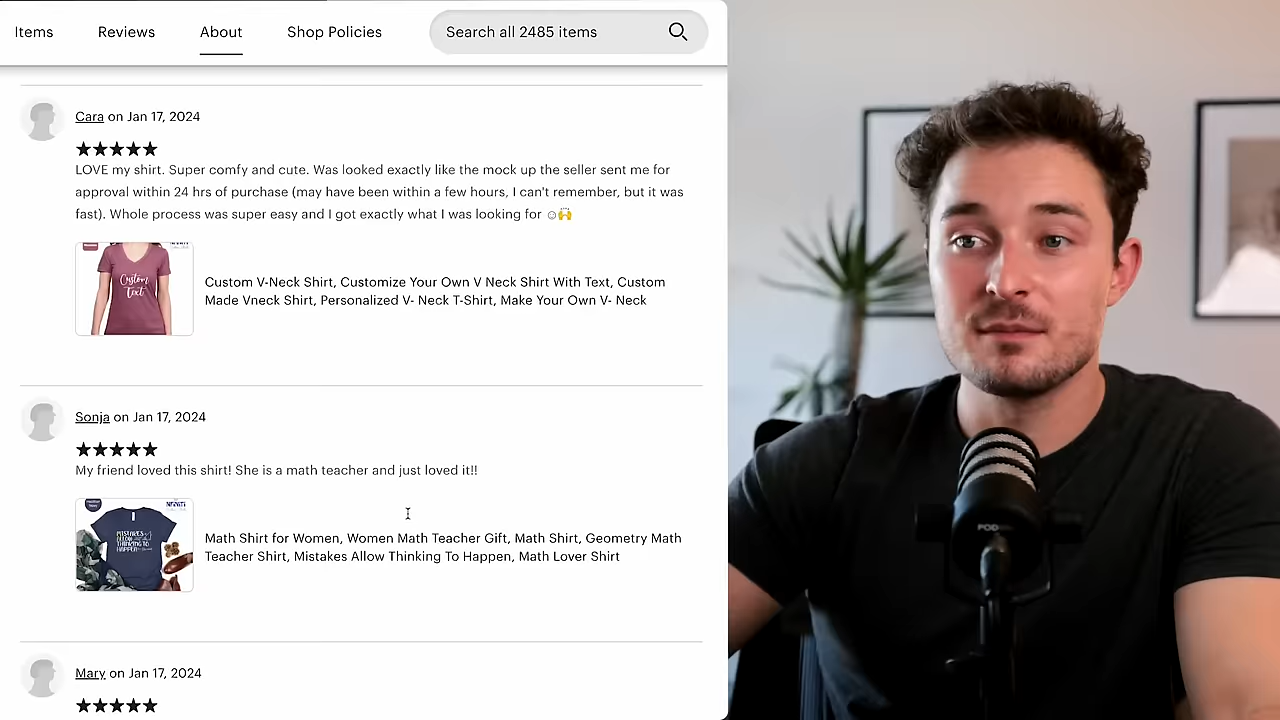 Items Reviews About Shop Policies Search all 2485 items
Cara on Jan 17, 2024
★★★★★
LOVE my shirt. Super comfy and cute. Was looked exactly like the mock up the seller sent me for
approval within 24 hrs of purchase (may have been within a few hours, I can't remember, but it was
fast). Whole process was super easy and I got exactly what I was looking for ☺️🙌
Custom
text
Custom V-Neck Shirt, Customize Your Own V Neck Shirt With Text, Custom
Made Vneck Shirt, Personalized V- Neck T-Shirt, Make Your Own V- Neck
Sonja on Jan 17, 2024
★★★★★
My friend loved this shirt! She is a math teacher and just loved it!!
MISTAKES
ALLOW
THINKING TO
HAPPEN
Math Shirt for Women, Women Math Teacher Gift, Math Shirt, Geometry Math
Teacher Shirt, Mistakes Allow Thinking To Happen, Math Lover Shirt
Mary on Jan 17, 2024
★★★★★
POD